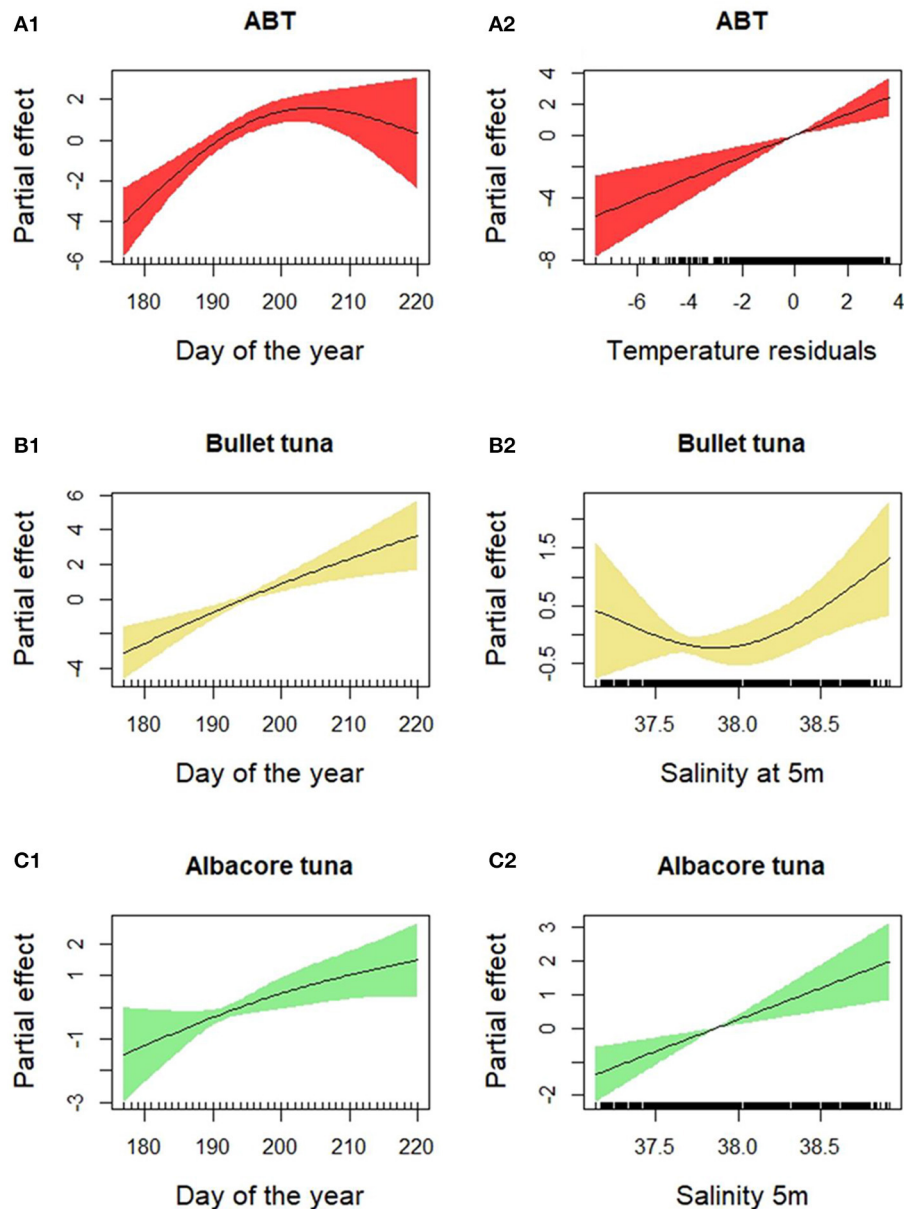 A1
ABT
Partial effect
2
0
-2
-4
-6
180 190 200 210 220
Day of the year
A2
ABT
Partial effect
4
2
0
-4
-8
-6 -4 -2 0 2 4
Temperature residuals
B1
Bullet tuna
Partial effect
6
4
2
0
-4
180 190 200 210 220
Day of the year
B2
Bullet tuna
Partial effect
1.5
0.5
-0.5
37.5 38.0 38.5
Salinity at 5m
C1
Albacore tuna
Partial effect
2
1
-1
-3
180 190 200 210 220
Day of the year
C2
Albacore tuna
Partial effect
3
2
1
0
-2
37.5 38.0 38.5
Salinity 5m